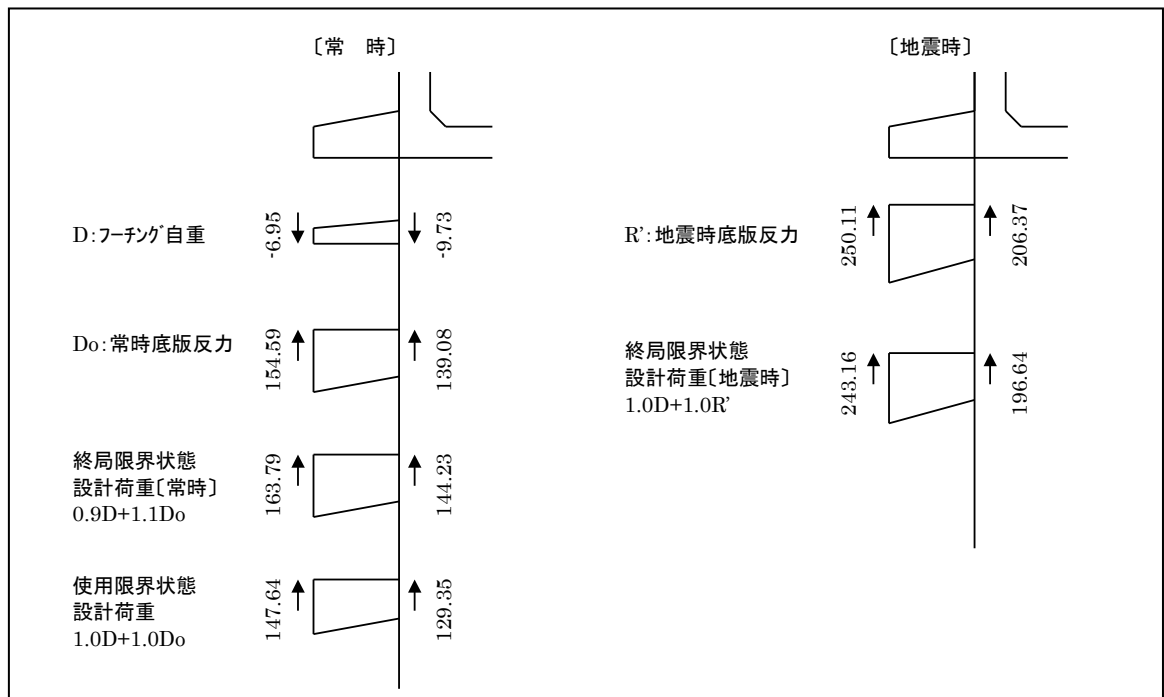 〔常　時〕
D:フーチング自重
-6.95
-9.73
Do:常時底版反力
154.59
139.08
終局限界状態
設計荷重〔常時〕
0.9D+1.1Do
163.79
144.23
使用限界状態
設計荷重
1.0D+1.0Do
147.64
129.35
〔地震時〕
R':地震時底版反力
250.11
206.37
終局限界状態
設計荷重〔地震時〕
1.0D+1.0R'
243.16
196.64